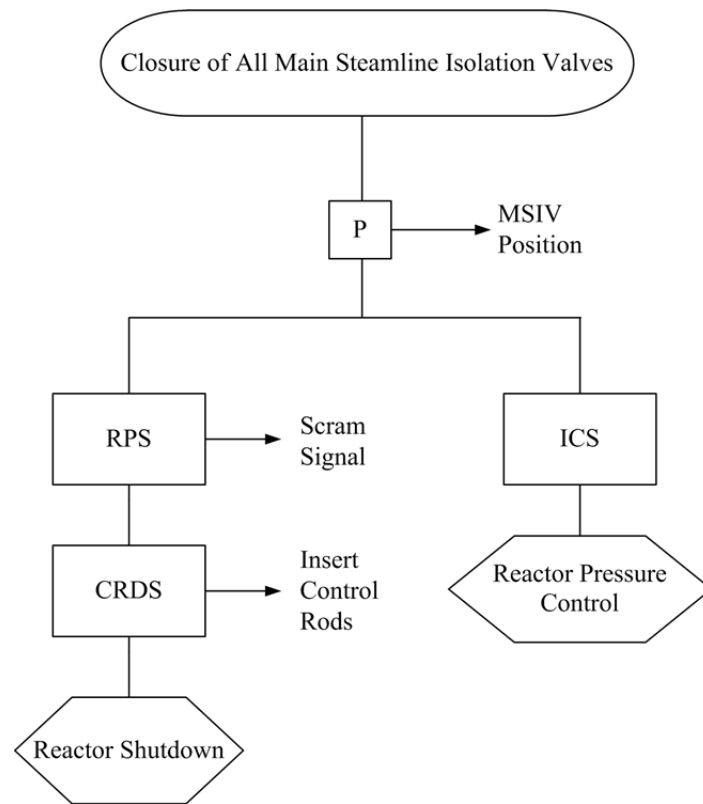 Closure of All Main Steamline Isolation Valves
P
MSIV
Position
RPS
Scram
Signal
ICS
CRDS
Insert
Control
Rods
Reactor Pressure
Control
Reactor Shutdown